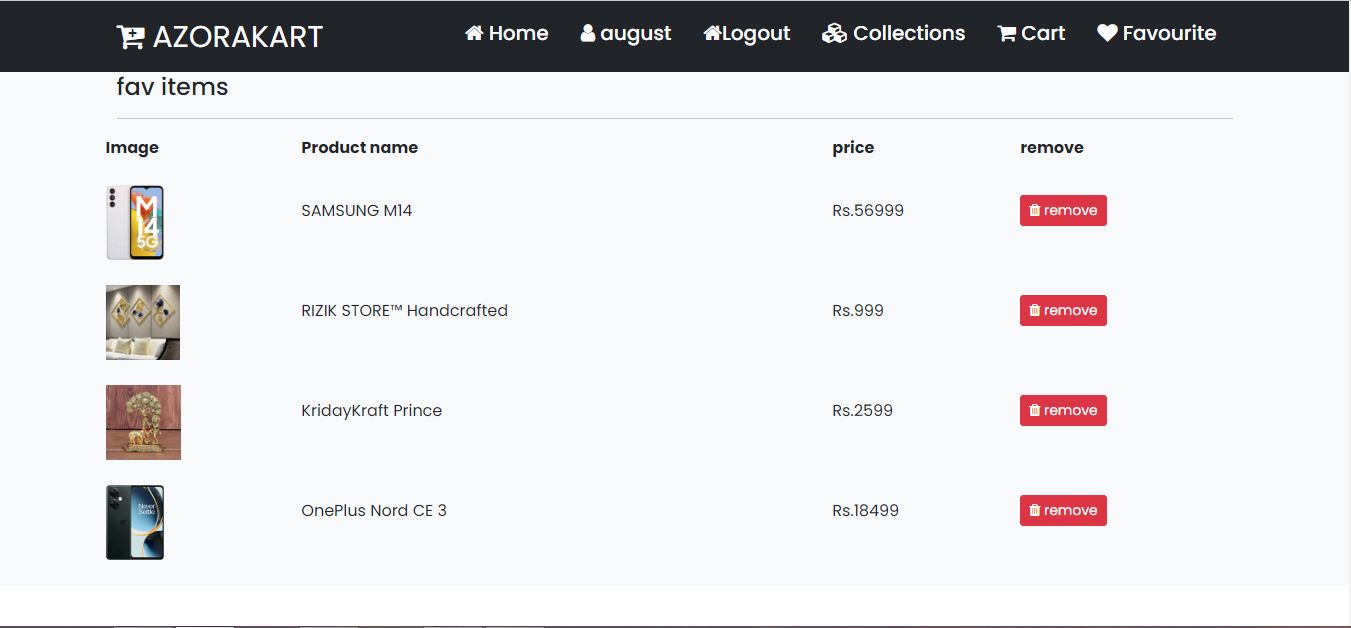 AZORAKART Home august Logout Collections Cart Favourite
fav items
Image Product name price remove
M
14
5G
SAMSUNG M14 Rs.56999 remove
RIZIK STORE™ Handcrafted Rs.999 remove
KridayKraft Prince Rs.2599 remove
Never
Settle
OnePlus Nord CE 3 Rs.18499 remove